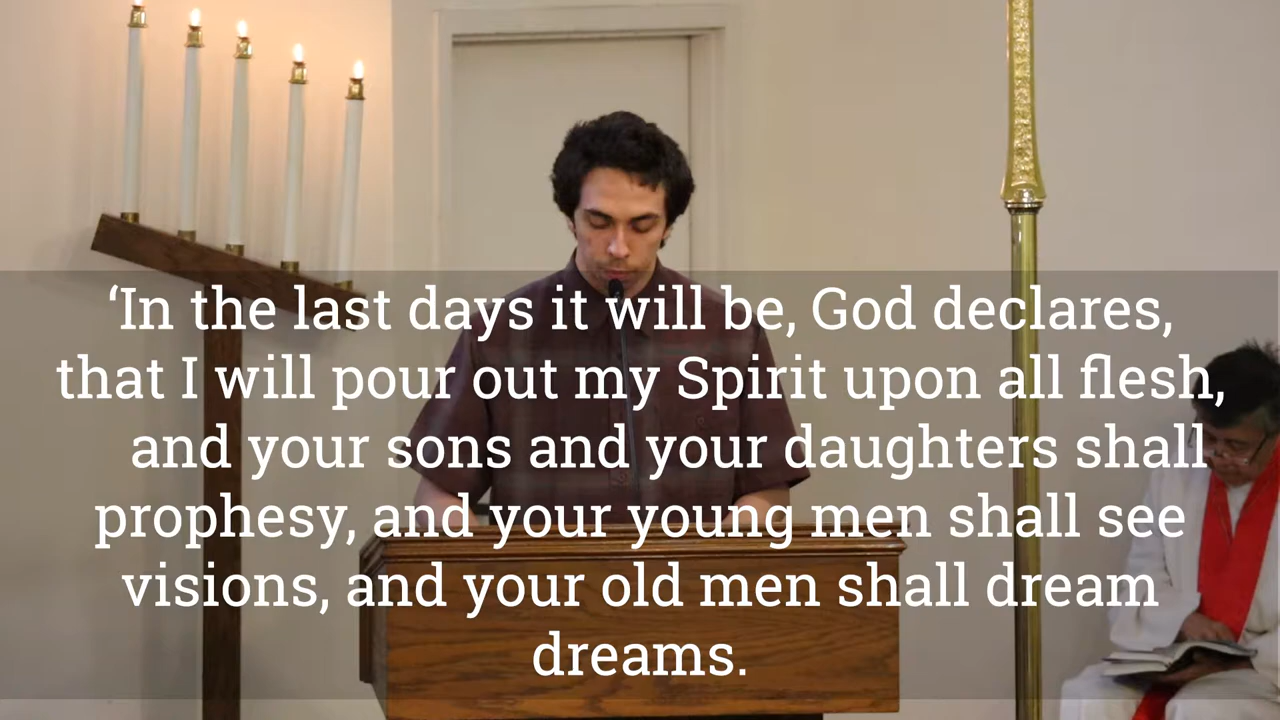 ‘In the last days it will be, God declares,
that I will pour out my Spirit upon all flesh,
and your sons and your daughters shall
prophesy, and your young men shall see
visions, and your old men shall dream
dreams.